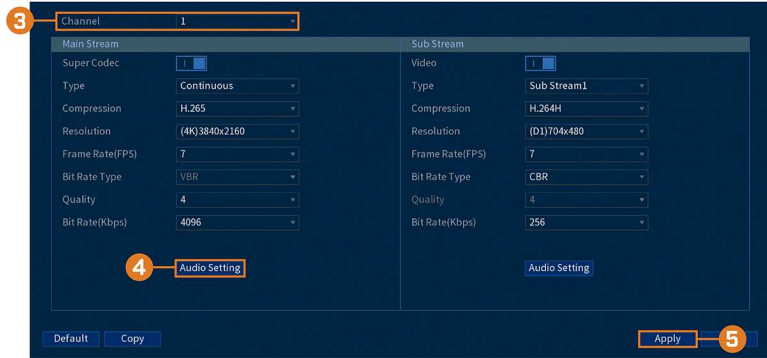 3
Channel 1
Main Stream Sub Stream
Super Codec Video
Type Continuous Type Sub Stream1
Compression H.265 Compression H.264H
Resolution (4K)3840x2160 Resolution (D1)704x480
Frame Rate(FPS) 7 Frame Rate(FPS) 7
Bit Rate Type VBR Bit Rate Type CBR
Quality 4 Quality 4
Bit Rate(Kbps) 4096 Bit Rate(Kbps) 256
4 Audio Setting Audio Setting
Default Copy Apply 5